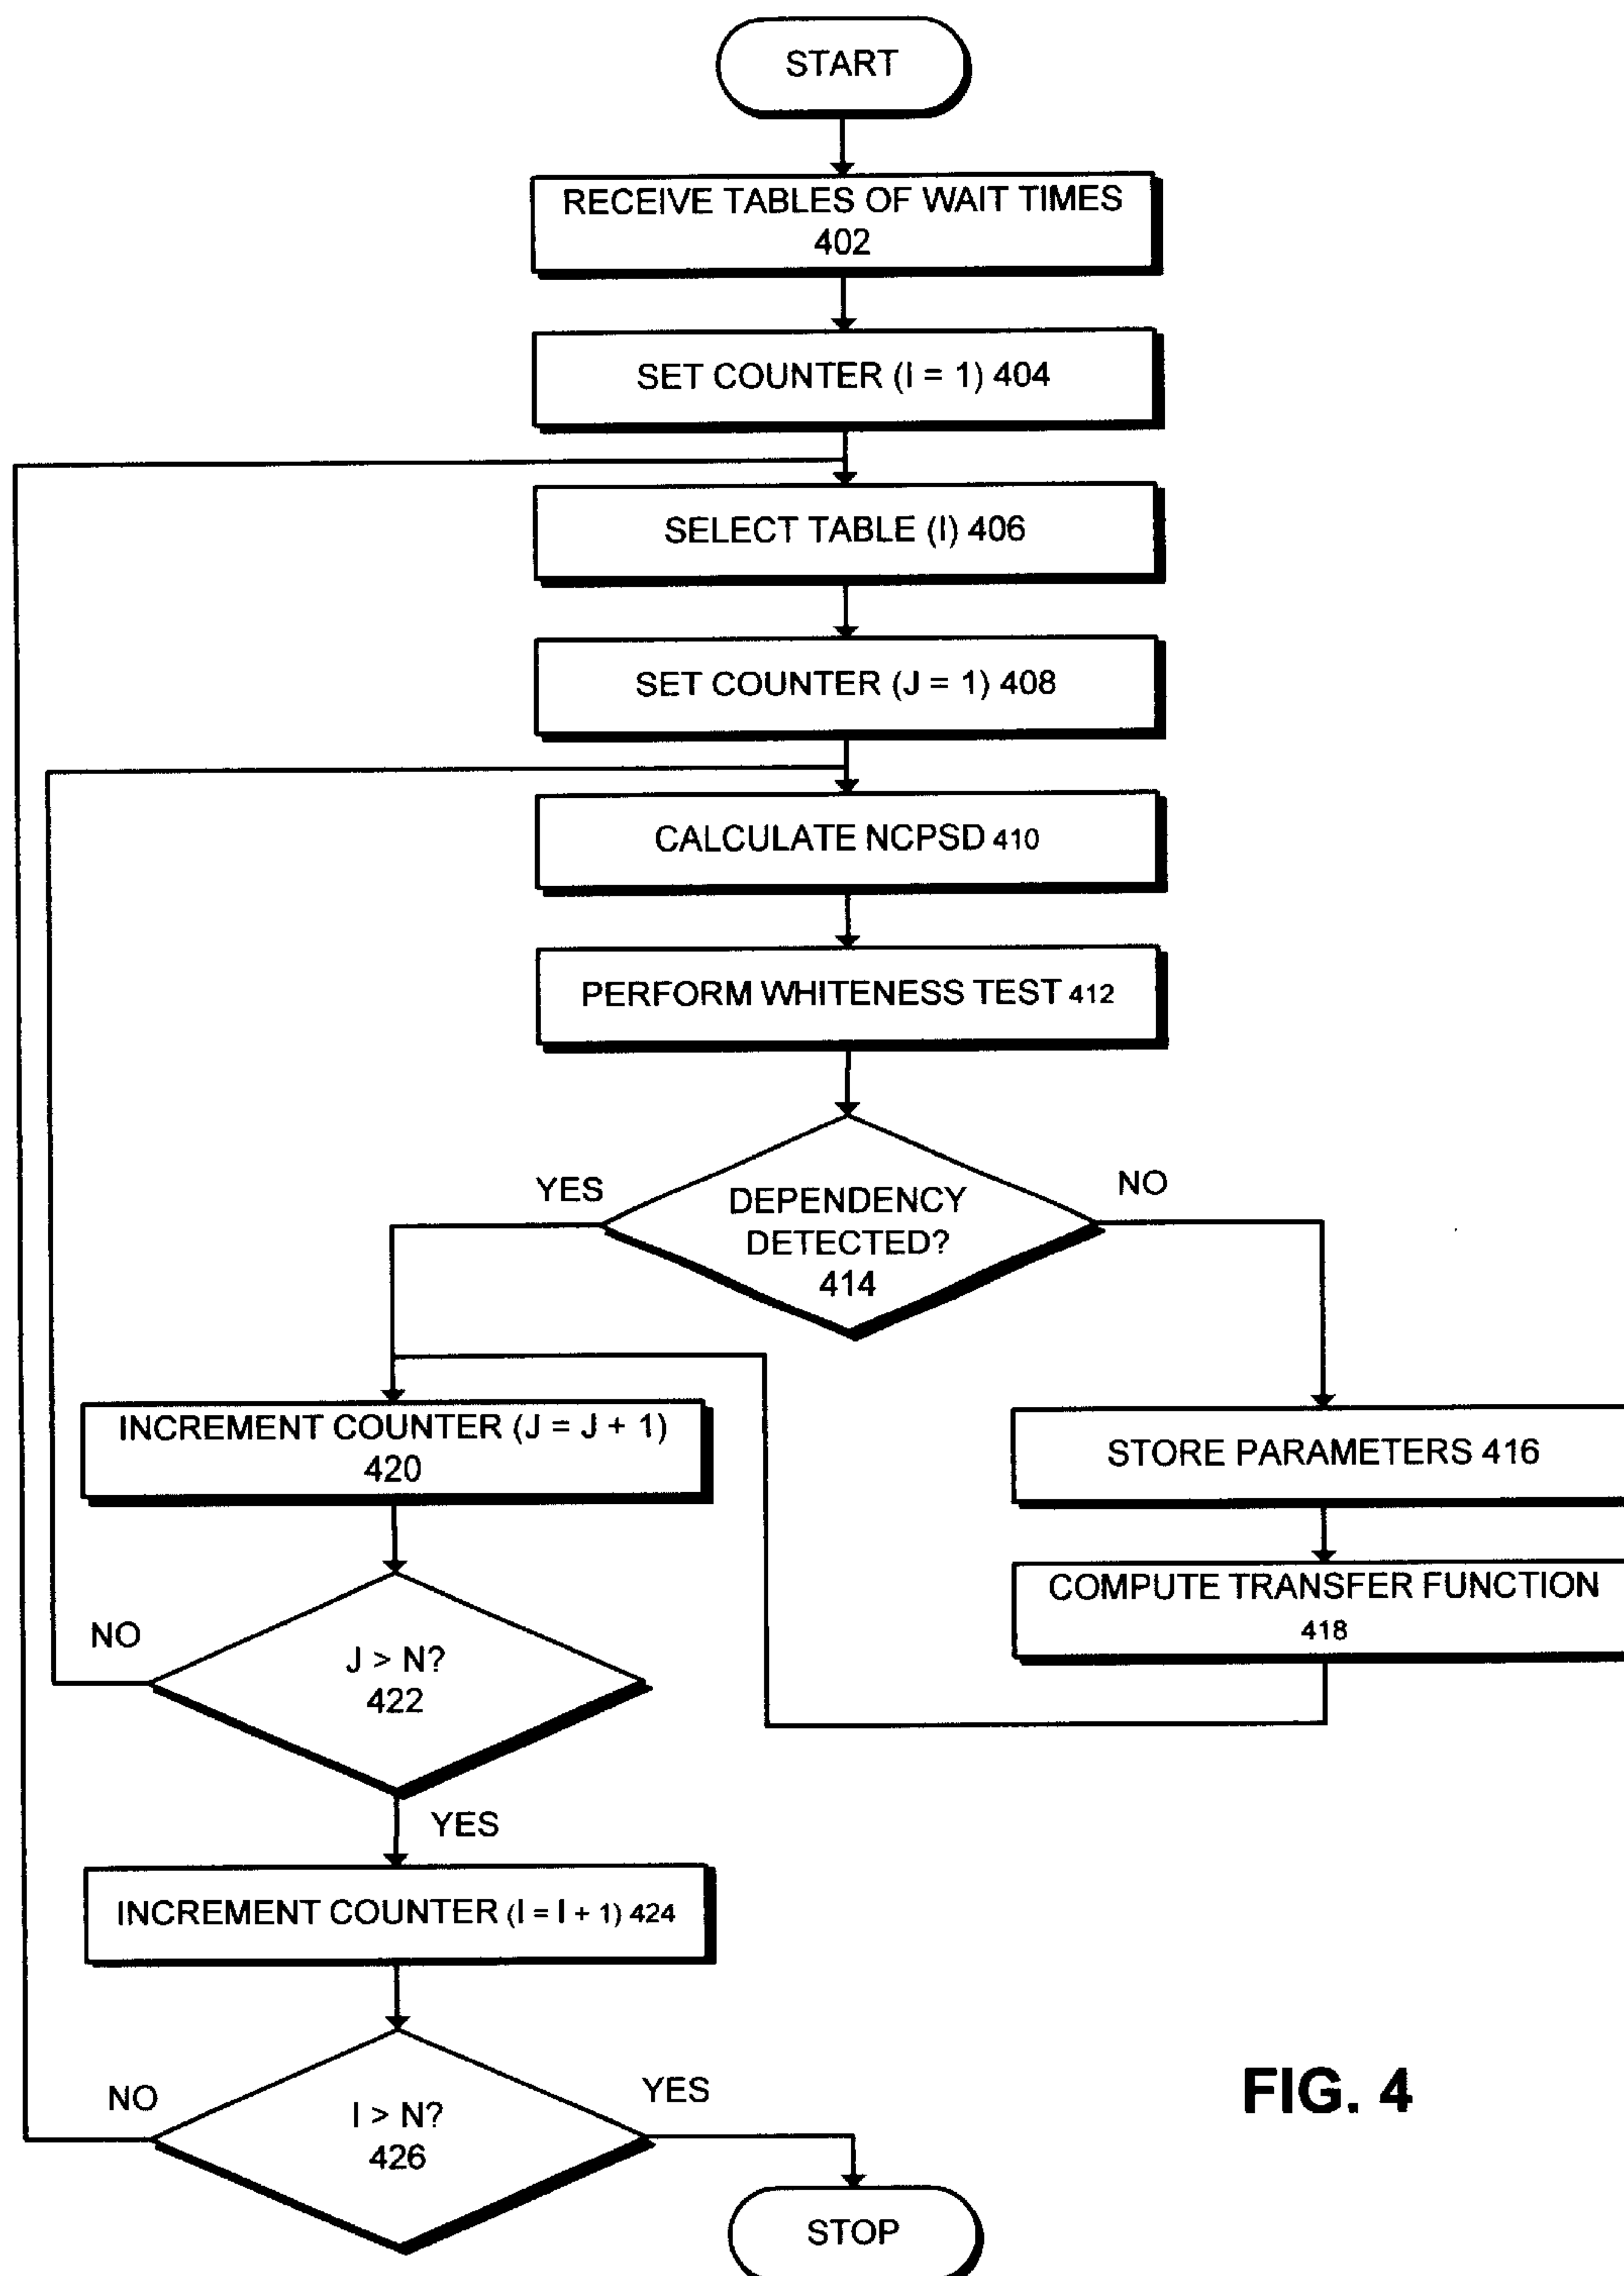 START
RECEIVE TABLES OF WAIT TIMES
402
SET COUNTER (I = 1) 404
SELECT TABLE (I) 406
SET COUNTER (J = 1) 408
CALCULATE NCPSD 410
PERFORM WHITENESS TEST 412
YES
NO
DEPENDENCY
DETECTED?
414
INCREMENT COUNTER (J = J + 1)
420
STORE PARAMETERS 416
COMPUTE TRANSFER FUNCTION
418
NO
J > N?
422
YES
INCREMENT COUNTER (I = I + 1) 424
NO
I > N?
426
YES
STOP
FIG. 4